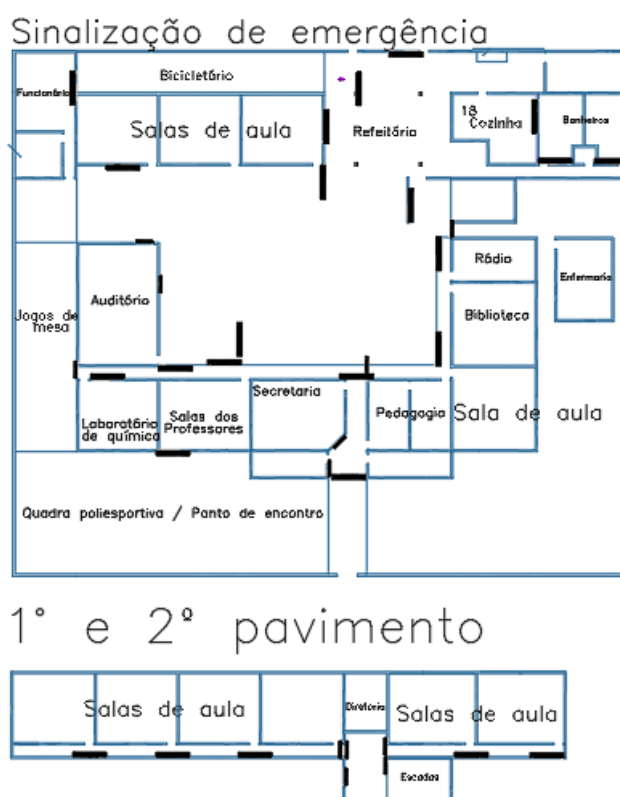 Sinalização de emergência
Bicicletário
Funcionário
18
Cozinha
Banheiros
Salas de aula
Refeitório
Rádio
Enfermaria
Auditório
Biblioteca
Jogos de
mesa
Secretaria
Laboratório
de química
Salas dos
Professores
Pedagogia
Sala de aula
Quadra poliesportiva / Panto de encontro
1° e 2º pavimento
Salas de aula
Diretoria
Salas de aula
Escadas